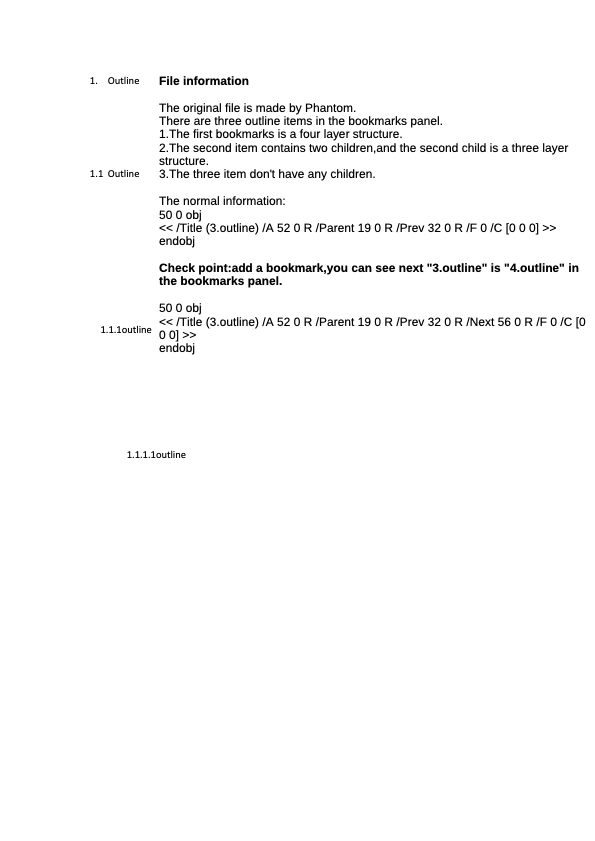 1. Outline
File information
The original file is made by Phantom.
There are three outline items in the bookmarks panel.
1.The first bookmarks is a four layer structure.
2.The second item contains two children,and the second child is a three layer
structure.
1.1 Outline
3.The three item don't have any children.
The normal information:
50 0 obj
<< /Title (3.outline) /A 52 0 R /Parent 19 0 R /Prev 32 0 R /F 0 /C [0 0 0] >>
endobj
Check point:add a bookmark,you can see next "3.outline" is "4.outline" in
the bookmarks panel.
50 0 obj
<< /Title (3.outline) /A 52 0 R /Parent 19 0 R /Prev 32 0 R /Next 56 0 R /F 0 /C [0
1.1.1outline
0 0] >>
endobj
1.1.1.1outline